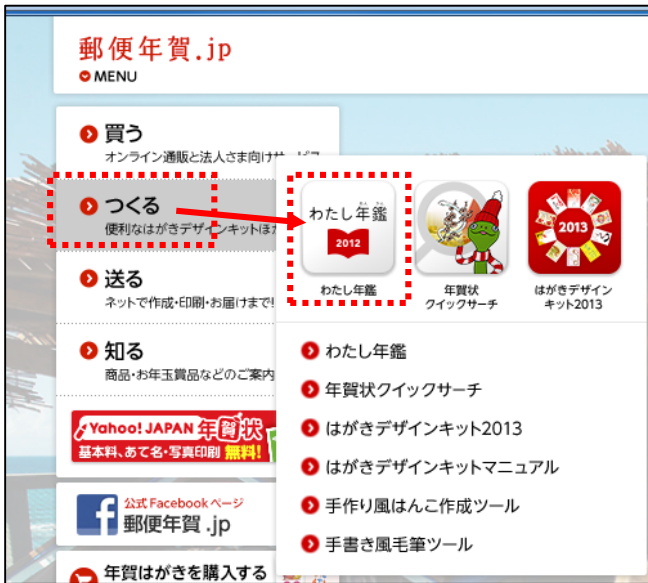 郵便年賀.jp
MENU
買う
オンライン通販と法人さま向けサービス
つくる
便利なはがきデザインキットほか
送る
ネットで作成・印刷・お届けまで!
知る
商品・お年玉賞品などのご案内
Yahoo! JAPAN 年賀状
基本料、あて名・写真印刷 無料!
公式Facebookページ
郵便年賀.jp
年賀はがきを購入する
わたし年鑑
2012
わたし年鑑
年賀状
クイックサーチ
2013
はがきデザイン
キット2013
わたし年鑑
年賀状クイックサーチ
はがきデザインキット2013
はがきデザインキットマニュアル
手作り風はんこ作成ツール
手書き風毛筆ツール